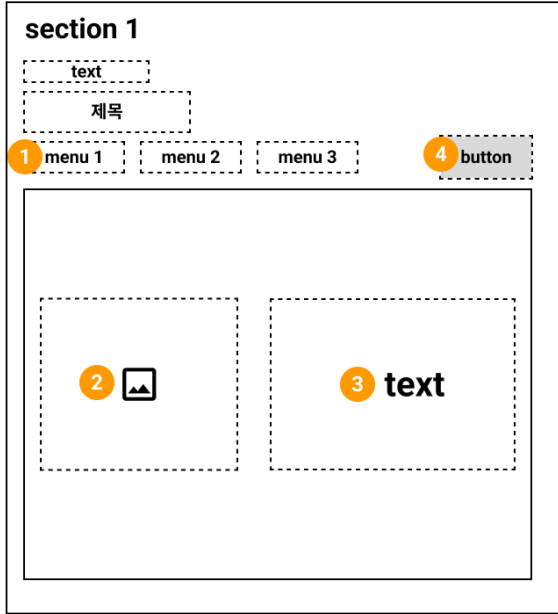 section 1
text
제목
1 menu 1 menu 2 menu 3 4 button
2 3 text